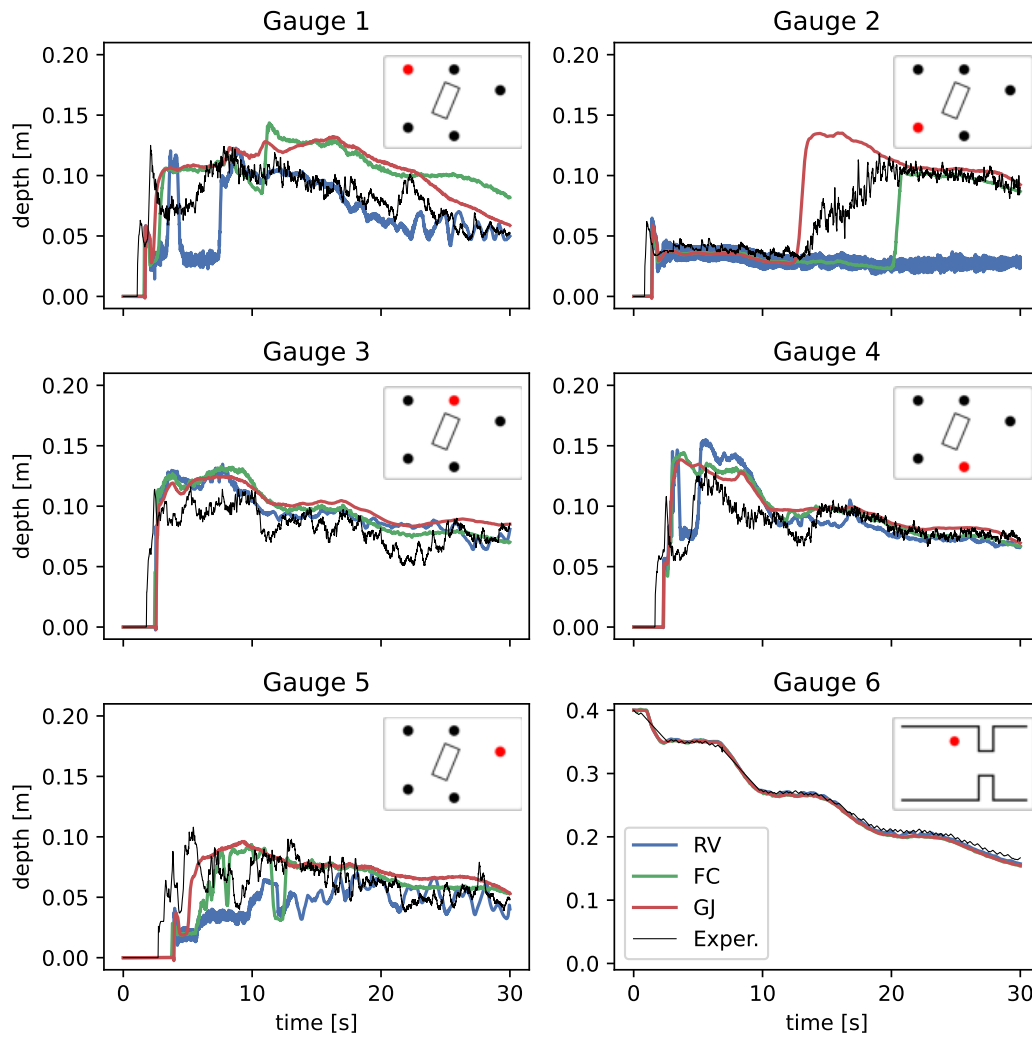 Gauge 1
Gauge 2
depth [m]
0.20
0.15
0.10
0.05
0.00
0.20
0.15
0.10
0.05
0.00
Gauge 3
Gauge 4
depth [m]
0.20
0.15
0.10
0.05
0.00
0.20
0.15
0.10
0.05
0.00
Gauge 5
Gauge 6
depth [m]
0.20
0.15
0.10
0.05
0.00
0.4
0.3
0.2
0.1
0.0
RV
FC
GJ
Exper.
0 10 20 30
0 10 20 30
time [s]
time [s]